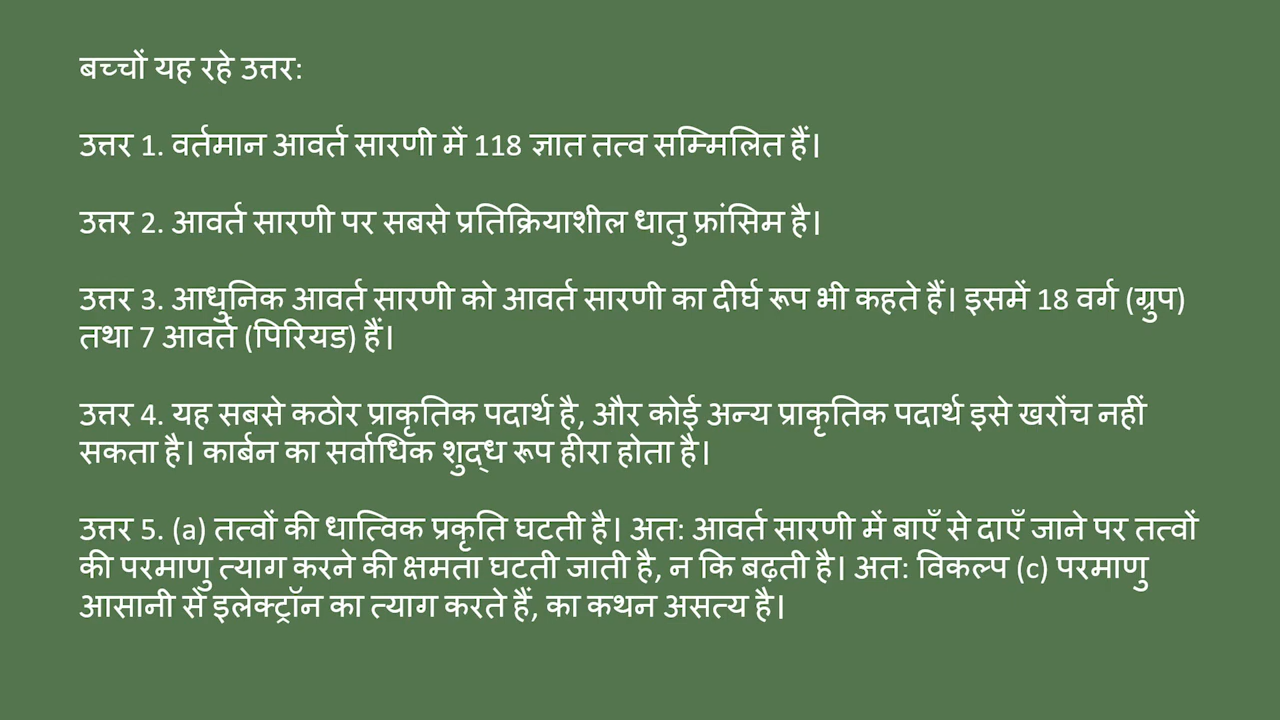 बच्चों यह रहे उत्तर:
उत्तर 1. वर्तमान आवर्त सारणी में 118 ज्ञात तत्व सम्मिलित हैं।
उत्तर 2. आवर्त सारणी पर सबसे प्रतिक्रियाशील धातु फ्रांसिम है।
उत्तर 3. आधुनिक आवर्त सारणी को आवर्त सारणी का दीर्घ रूप भी कहते हैं। इसमें 18 वर्ग (ग्रुप)
तथा 7 आवर्त (पिरियड) हैं।
उत्तर 4. यह सबसे कठोर प्राकृतिक पदार्थ है, और कोई अन्य प्राकृतिक पदार्थ इसे खरोंच नहीं
सकता है। कार्बन का सर्वाधिक शुद्ध रूप हीरा होता है।
उत्तर 5. (a) तत्वों की धात्विक प्रकृति घटती है। अत: आवर्त सारणी में बाएँ से दाएँ जाने पर तत्वों
की परमाणु त्याग करने की क्षमता घटती जाती है, न कि बढ़ती है। अत: विकल्प (c) परमाणु
आसानी से इलेक्ट्रॉन का त्याग करते हैं, का कथन असत्य है।